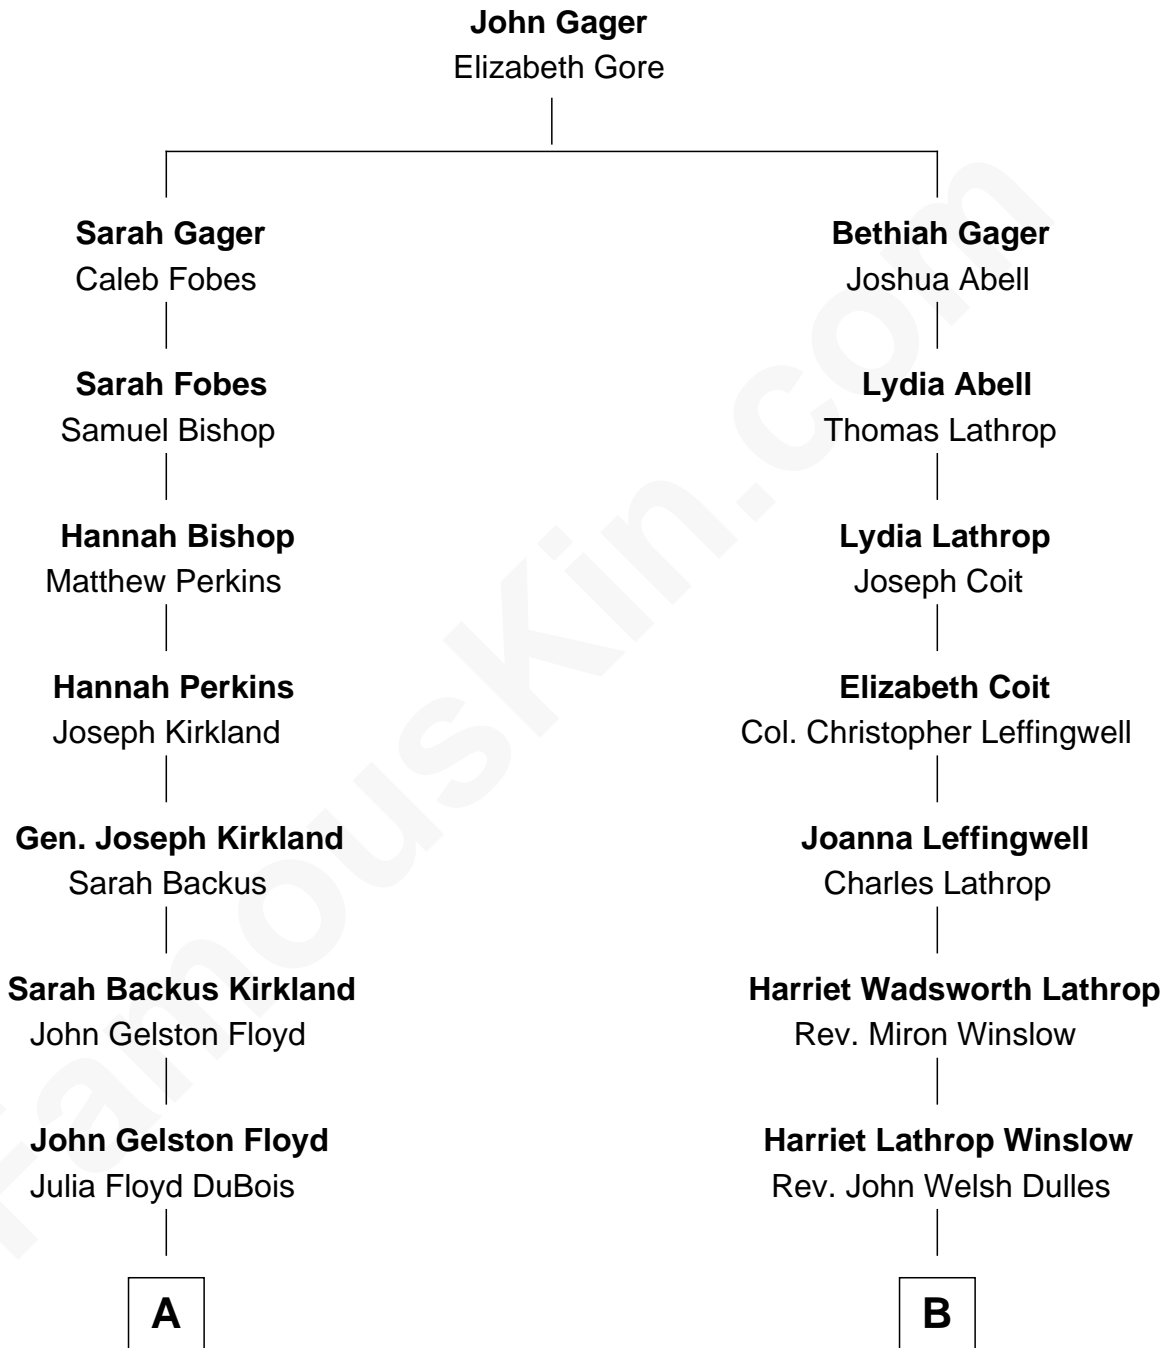 John Gager
Elizabeth Gore
Sarah Gager
Caleb Fobes
Bethiah Gager
Joshua Abell
Sarah Fobes
Samuel Bishop
Lydia Abell
Thomas Lathrop
Hannah Bishop
Matthew Perkins
Lydia Lathrop
Joseph Coit
Hannah Perkins
Joseph Kirkland
Elizabeth Coit
Col. Christopher Leffingwell
Gen. Joseph Kirkland
Sarah Backus
Joanna Leffingwell
Charles Lathrop
Sarah Backus Kirkland
John Gelston Floyd
Harriet Wadsworth Lathrop
Rev. Miron Winslow
John Gelston Floyd
Julia Floyd DuBois
Harriet Lathrop Winslow
Rev. John Welsh Dulles
A
B
FamousKin.com